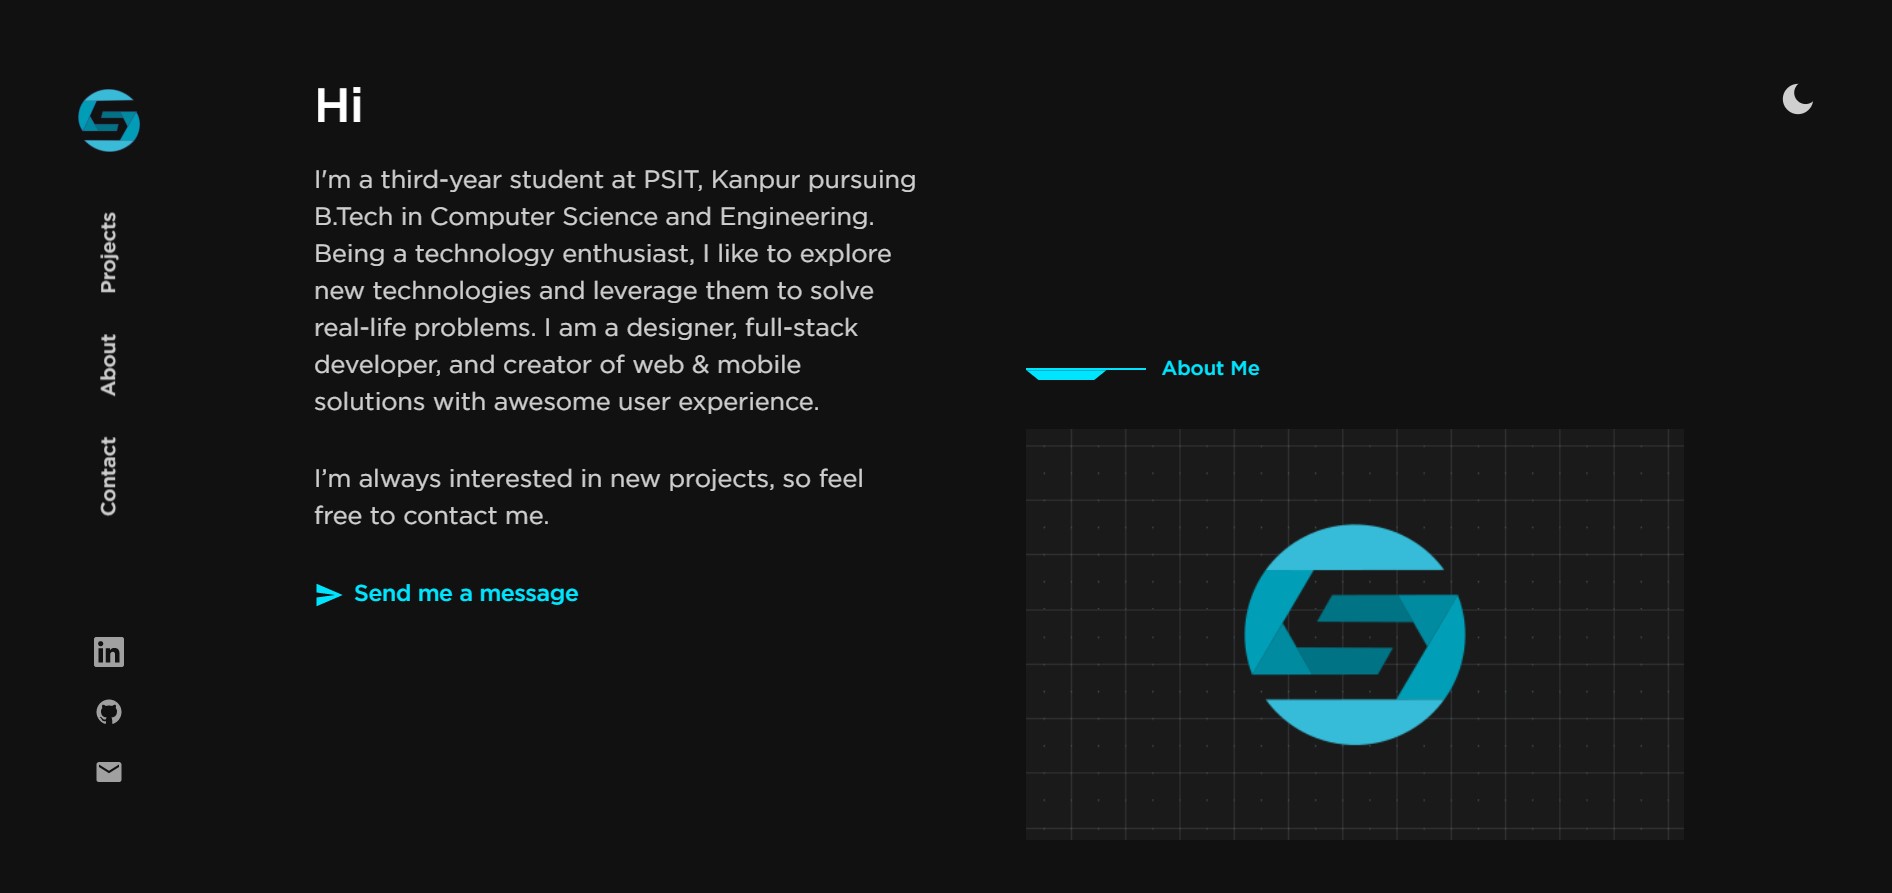 Hi
I'm a third-year student at PSIT, Kanpur pursuing
B.Tech in Computer Science and Engineering.
Being a technology enthusiast, I like to explore
new technologies and leverage them to solve
real-life problems. I am a designer, full-stack
developer, and creator of web & mobile
solutions with awesome user experience.
I’m always interested in new projects, so feel
free to contact me.
Send me a message
Projects
About
Contact
in
About Me